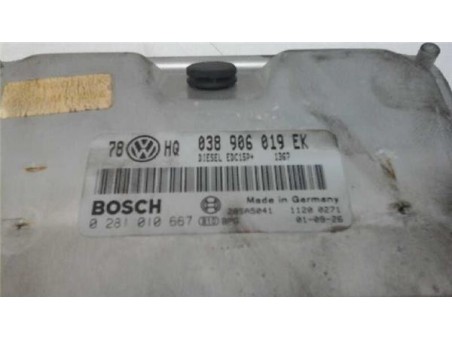 78 HQ 038 906 019 EK
DIESEL EDC15P+ 1367
BOSCH Made in Germany
28SA5041 1120 0271
0 281 010 667 01-09-26